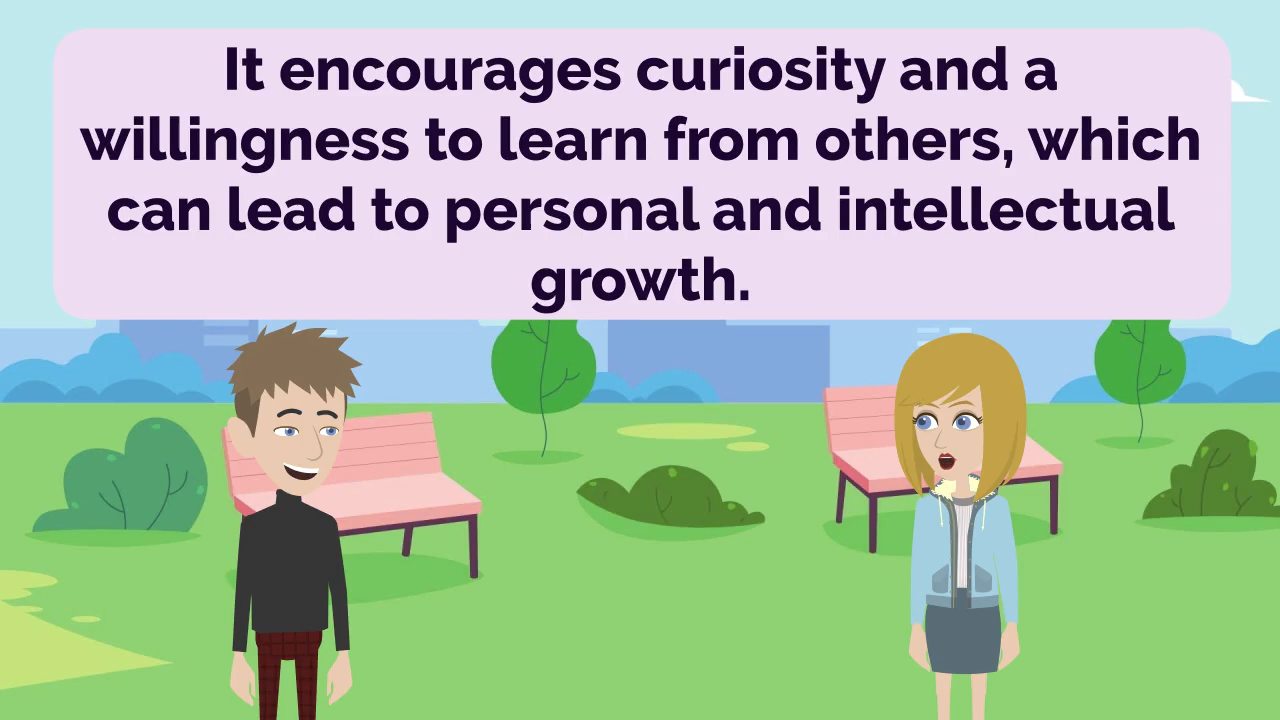 It encourages curiosity and a
willingness to learn from others, which
can lead to personal and intellectual
growth.